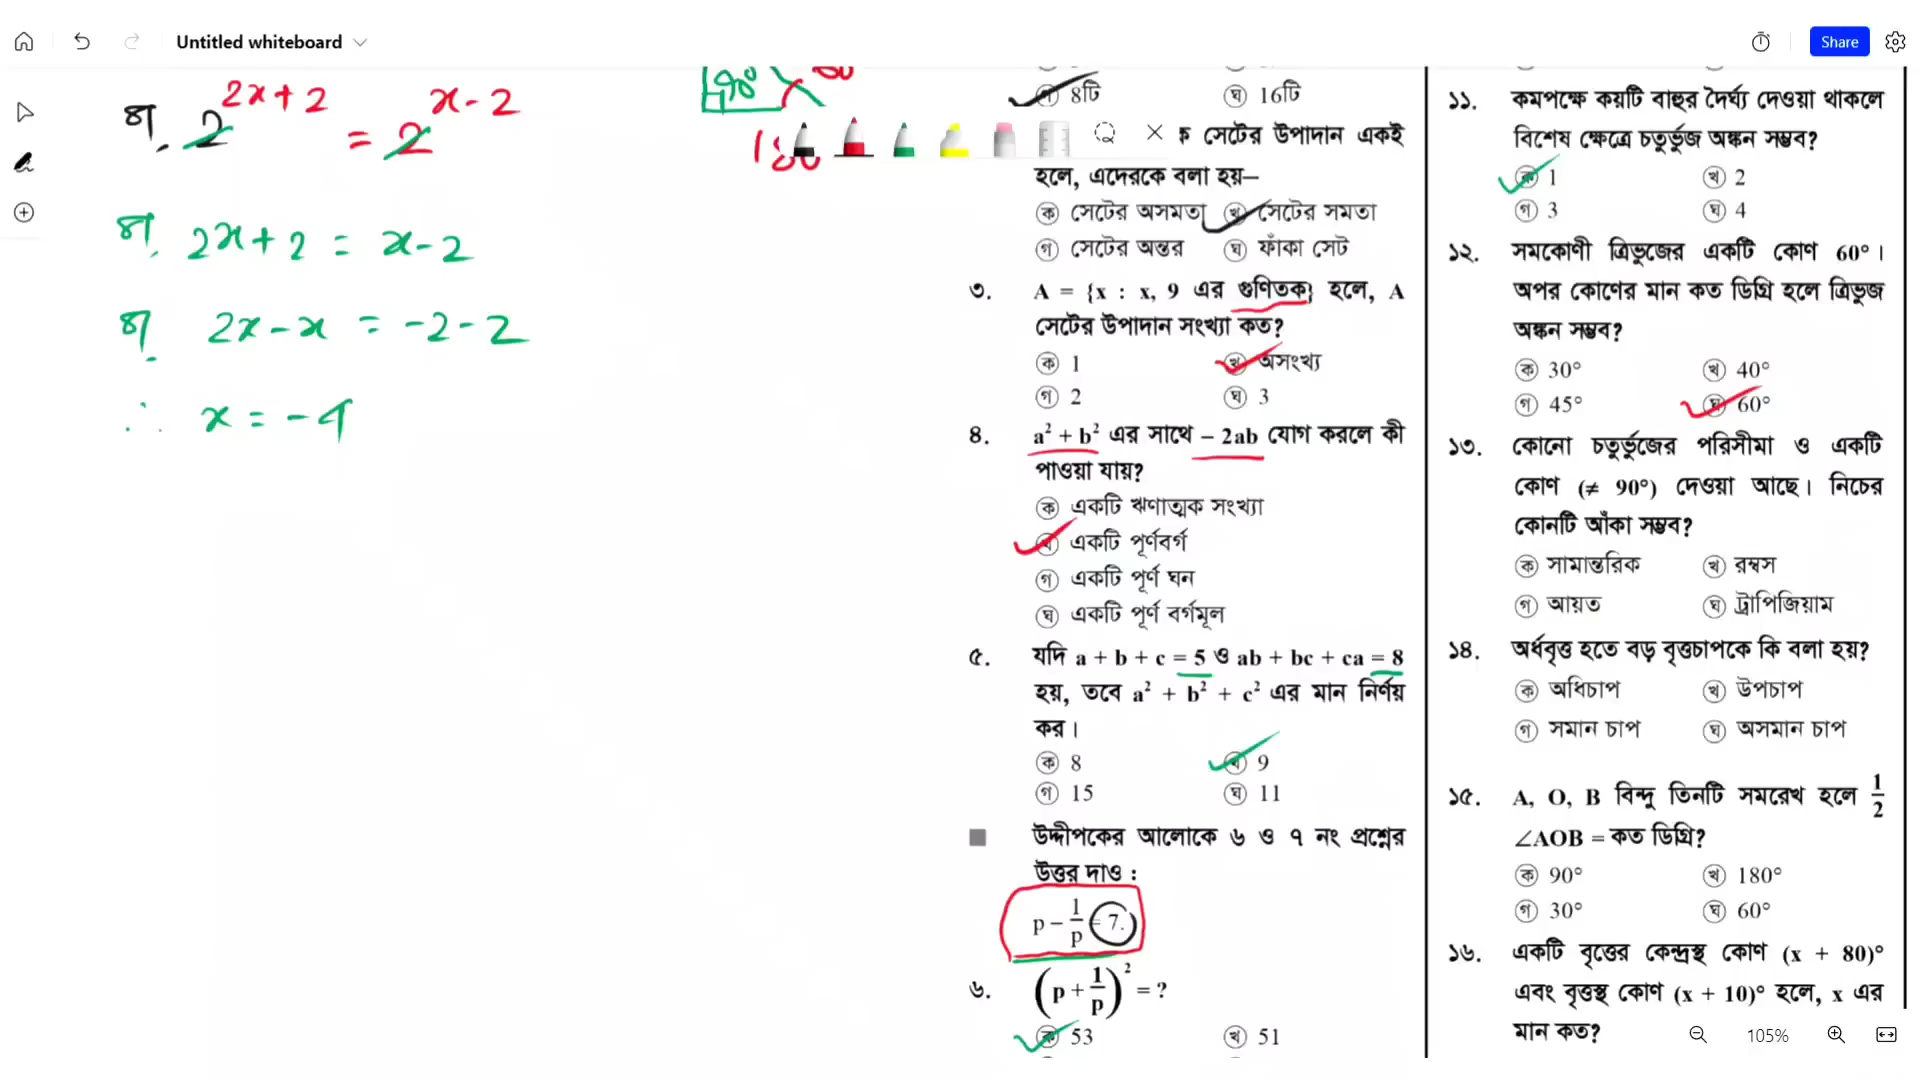 Untitled whiteboard
Share
বা, 2^(2x+2) = 2^(x-2)
বা, 2x+2 = x-2
বা, 2x-x = -2-2
∴ x = -4
90°
180
গ 8টি ঘ 16টি
ক সেটের উপাদান একই
হলে, এদেরকে বলা হয়–
ক সেটের অসমতা খ সেটের সমতা
গ সেটের অন্তর ঘ ফাঁকা সেট
৩. A = {x : x, 9 এর গুণিতক} হলে, A
সেটের উপাদান সংখ্যা কত?
ক 1 খ অসংখ্য
গ 2 ঘ 3
৪. a² + b² এর সাথে – 2ab যোগ করলে কী
পাওয়া যায়?
ক একটি ঋণাত্মক সংখ্যা
খ একটি পূর্ণবর্গ
গ একটি পূর্ণ ঘন
ঘ একটি পূর্ণ বর্গমূল
৫. যদি a + b + c = 5 ও ab + bc + ca = 8
হয়, তবে a² + b² + c² এর মান নির্ণয়
কর।
ক 8 খ 9
গ 15 ঘ 11
■ উদ্দীপকের আলোকে ৬ ও ৭ নং প্রশ্নের
উত্তর দাও :
p – 1/p = 7.
৬. (p + 1/p)² = ?
ক 53 খ 51
১১. কমপক্ষে কয়টি বাহুর দৈর্ঘ্য দেওয়া থাকলে
বিশেষ ক্ষেত্রে চতুর্ভুজ অঙ্কন সম্ভব?
ক 1 খ 2
গ 3 ঘ 4
১২. সমকোণী ত্রিভুজের একটি কোণ 60°।
অপর কোণের মান কত ডিগ্রি হলে ত্রিভুজ
অঙ্কন সম্ভব?
ক 30° খ 40°
গ 45° ঘ 60°
১৩. কোনো চতুর্ভুজের পরিসীমা ও একটি
কোণ (≠ 90°) দেওয়া আছে। নিচের
কোনটি আঁকা সম্ভব?
ক সামান্তরিক খ রম্বস
গ আয়ত ঘ ট্রাপিজিয়াম
১৪. অর্ধবৃত্ত হতে বড় বৃত্তচাপকে কি বলা হয়?
ক অধিচাপ খ উপচাপ
গ সমান চাপ ঘ অসমান চাপ
১৫. A, O, B বিন্দু তিনটি সমরেখ হলে 1/2
∠AOB = কত ডিগ্রি?
ক 90° খ 180°
গ 30° ঘ 60°
১৬. একটি বৃত্তের কেন্দ্রস্থ কোণ (x + 80)°
এবং বৃত্তস্থ কোণ (x + 10)° হলে, x এর
মান কত?
105%